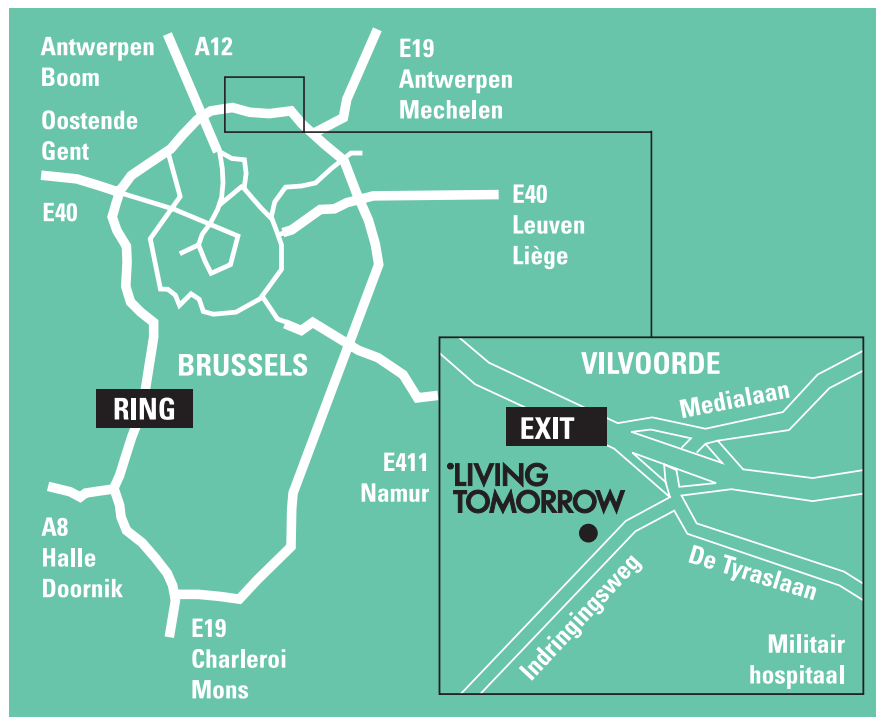 Antwerpen
Boom
A12
E19
Antwerpen
Mechelen
Oostende
Gent
E40
E40
Leuven
Liège
BRUSSELS
RING
E411
Namur
A8
Halle
Doornik
E19
Charleroi
Mons
VILVOORDE
Medialaan
EXIT
LIVING
TOMORROW
De Tyraslaan
Indringingsweg
Militair
hospitaal